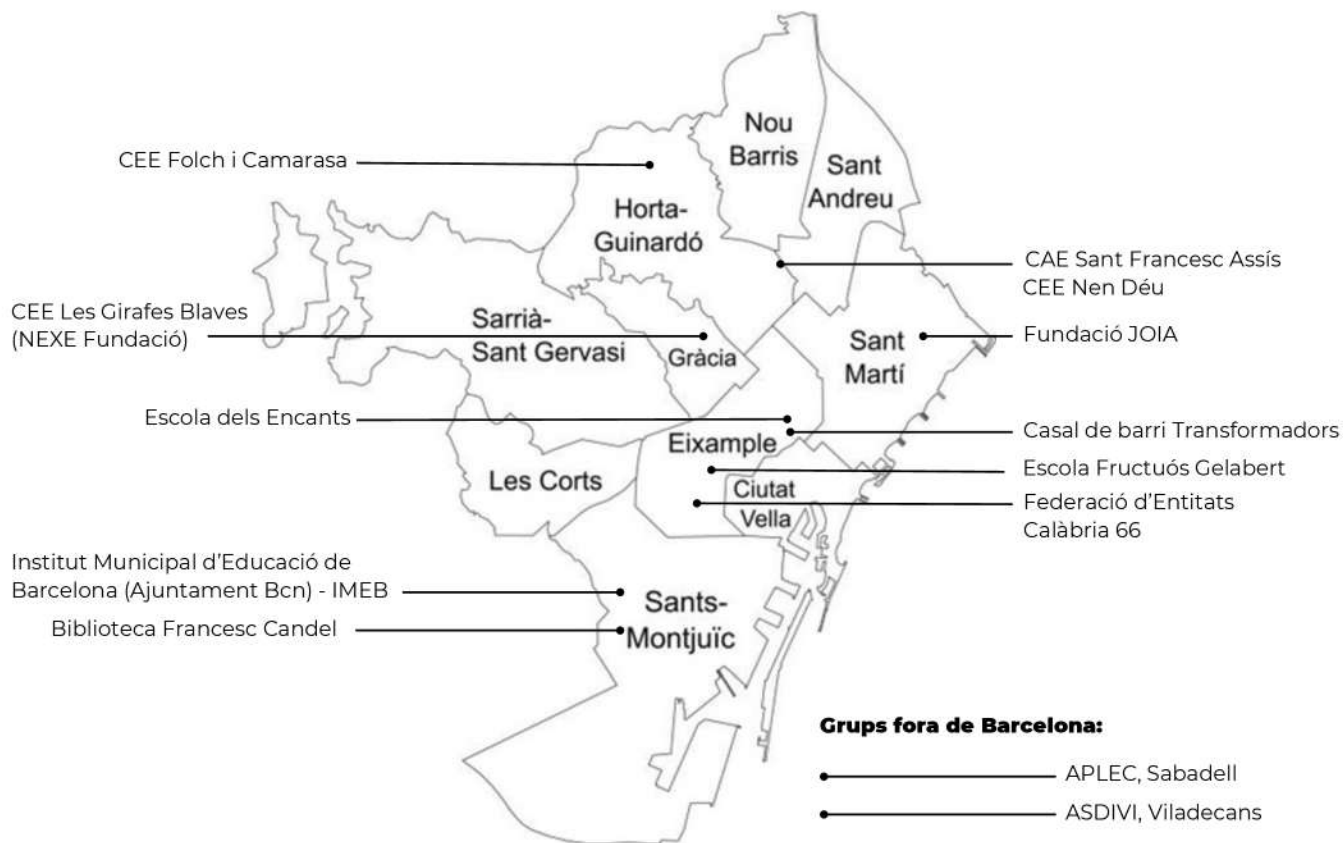 Nou
Barris
Sant
Andreu
CEE Folch i Camarasa
Horta-
Guinardó
CAE Sant Francesc Assís
CEE Nen Déu
CEE Les Girafes Blaves
(NEXE Fundació)
Sarrià-
Sant Gervasi
Gràcia
Sant
Martí
Fundació JOIA
Escola dels Encants
Eixample
Casal de barri Transformadors
Les Corts
Ciutat
Vella
Escola Fructuós Gelabert
Federació d’Entitats
Calàbria 66
Institut Municipal d’Educació de
Barcelona (Ajuntament Bcn) - IMEB
Biblioteca Francesc Candel
Sants-
Montjuïc
Grups fora de Barcelona:
APLEC, Sabadell
ASDIVI, Viladecans